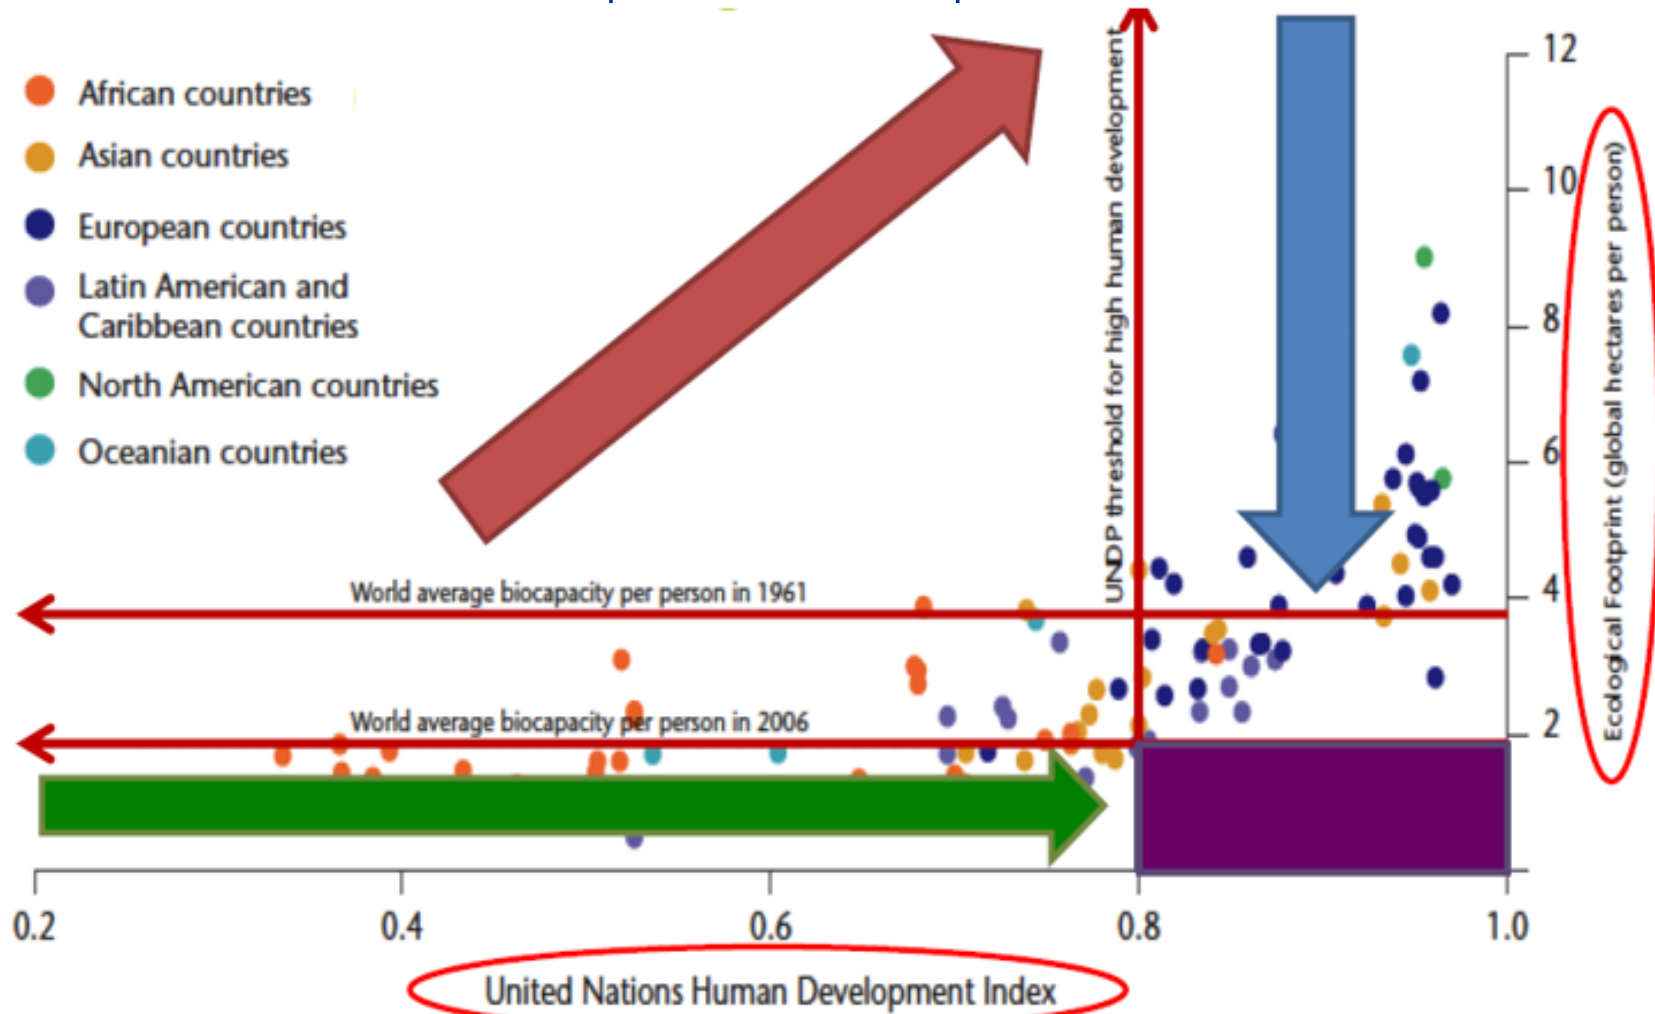 African countries
Asian countries
European countries
Latin American and
Caribbean countries
North American countries
Oceanian countries
UNDP threshold for high human development
World average biocapacity per person in 1961
World average biocapacity per person in 2006
12
10
8
6
4
2
Ecological Footprint (global hectares per person)
0.2
0.4
0.6
0.8
1.0
United Nations Human Development Index